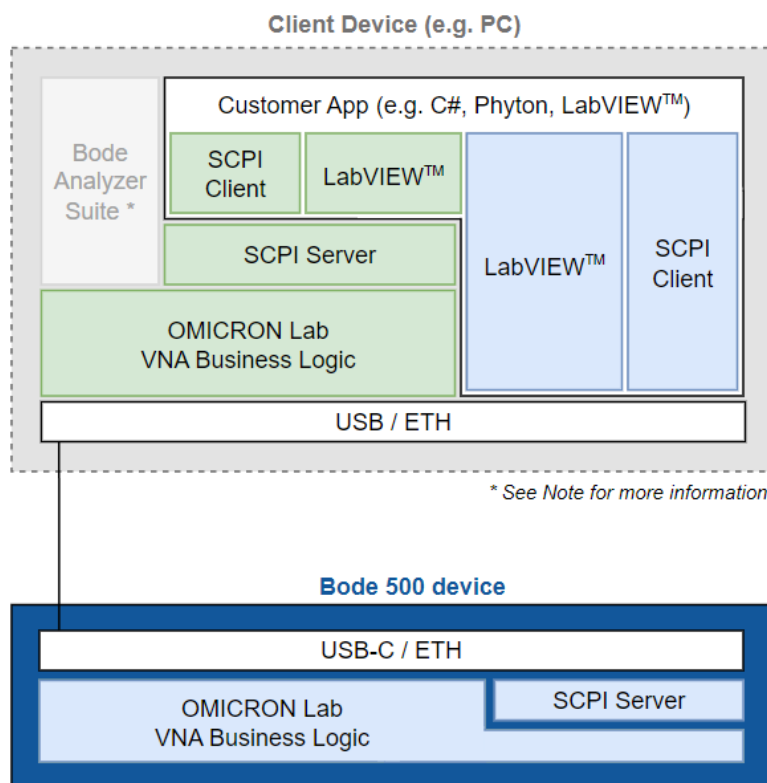 Client Device (e.g. PC)
Customer App (e.g. C#, Phyton, LabVIEW™)
Bode
Analyzer
Suite *
SCPI
Client
LabVIEW™
SCPI Server
LabVIEW™
SCPI
Client
OMICRON Lab
VNA Business Logic
USB / ETH
* See Note for more information
Bode 500 device
USB-C / ETH
OMICRON Lab
VNA Business Logic
SCPI Server